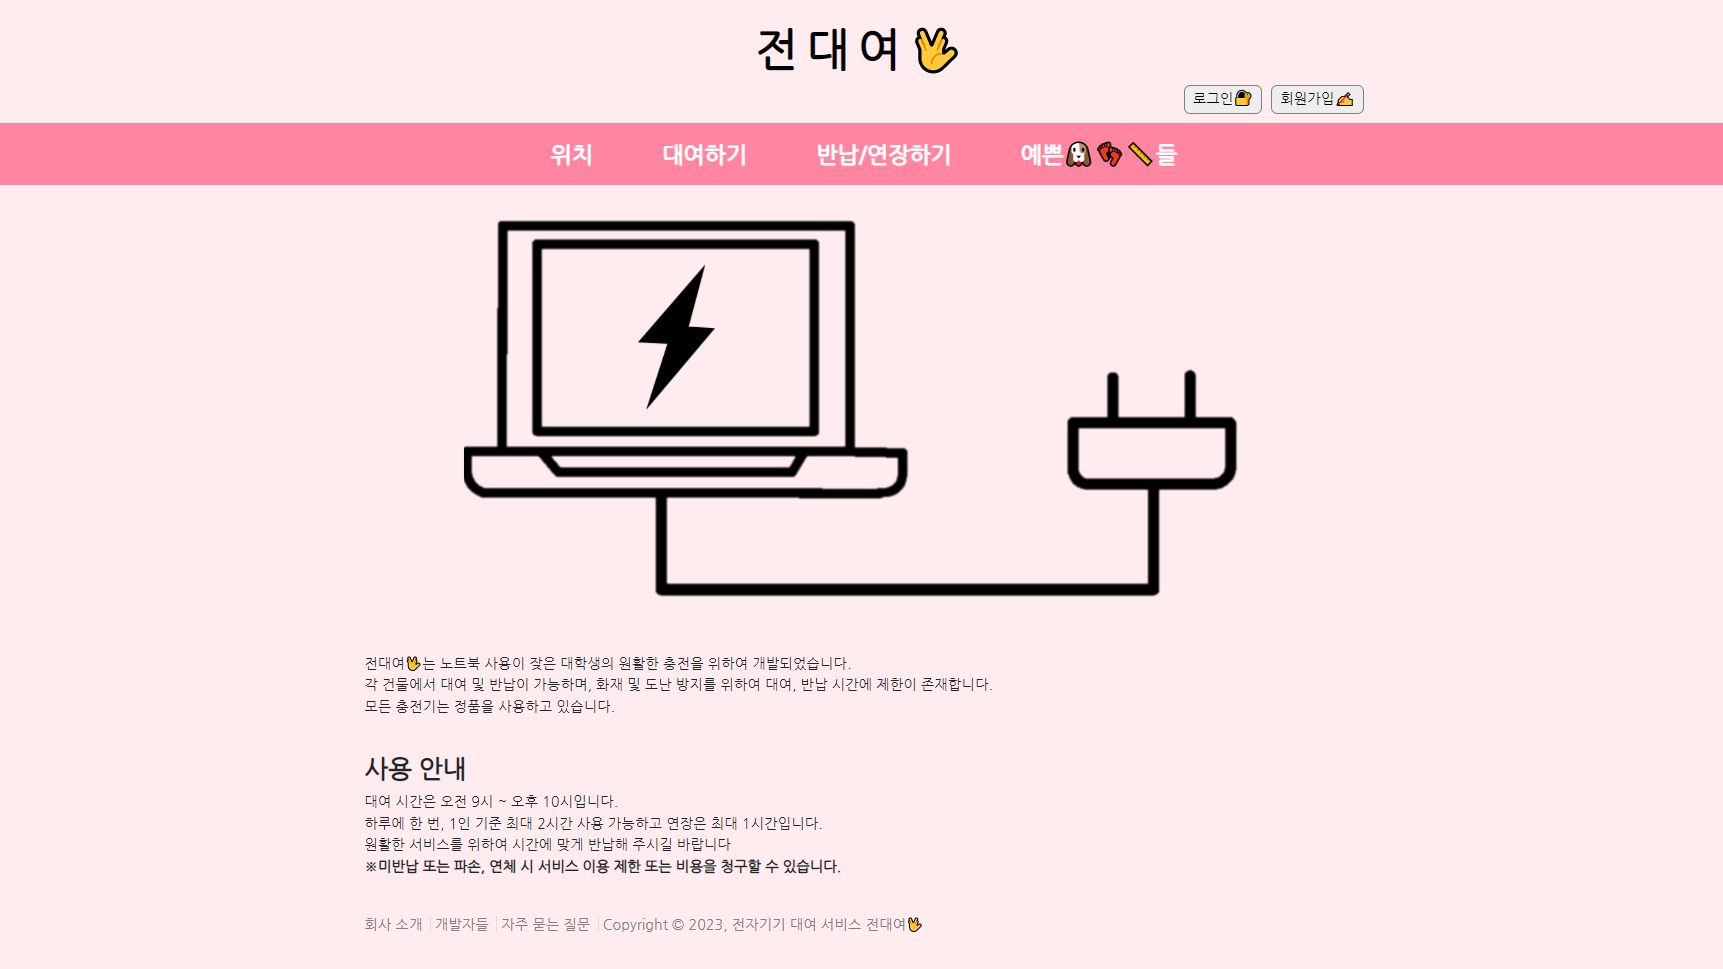 전대여🖖
로그인🔐 회원가입✍
위치 대여하기 반납/연장하기 예쁜🐶👣📏들
전대여🖖는 노트북 사용이 잦은 대학생의 원활한 충전을 위하여 개발되었습니다.
각 건물에서 대여 및 반납이 가능하며, 화재 및 도난 방지를 위하여 대여, 반납 시간에 제한이 존재합니다.
모든 충전기는 정품을 사용하고 있습니다.
사용 안내
대여 시간은 오전 9시 ~ 오후 10시입니다.
하루에 한 번, 1인 기준 최대 2시간 사용 가능하고 연장은 최대 1시간입니다.
원활한 서비스를 위하여 시간에 맞게 반납해 주시길 바랍니다
※미반납 또는 파손, 연체 시 서비스 이용 제한 또는 비용을 청구할 수 있습니다.
회사 소개 개발자들 자주 묻는 질문 Copyright © 2023, 전자기기 대여 서비스 전대여🖖